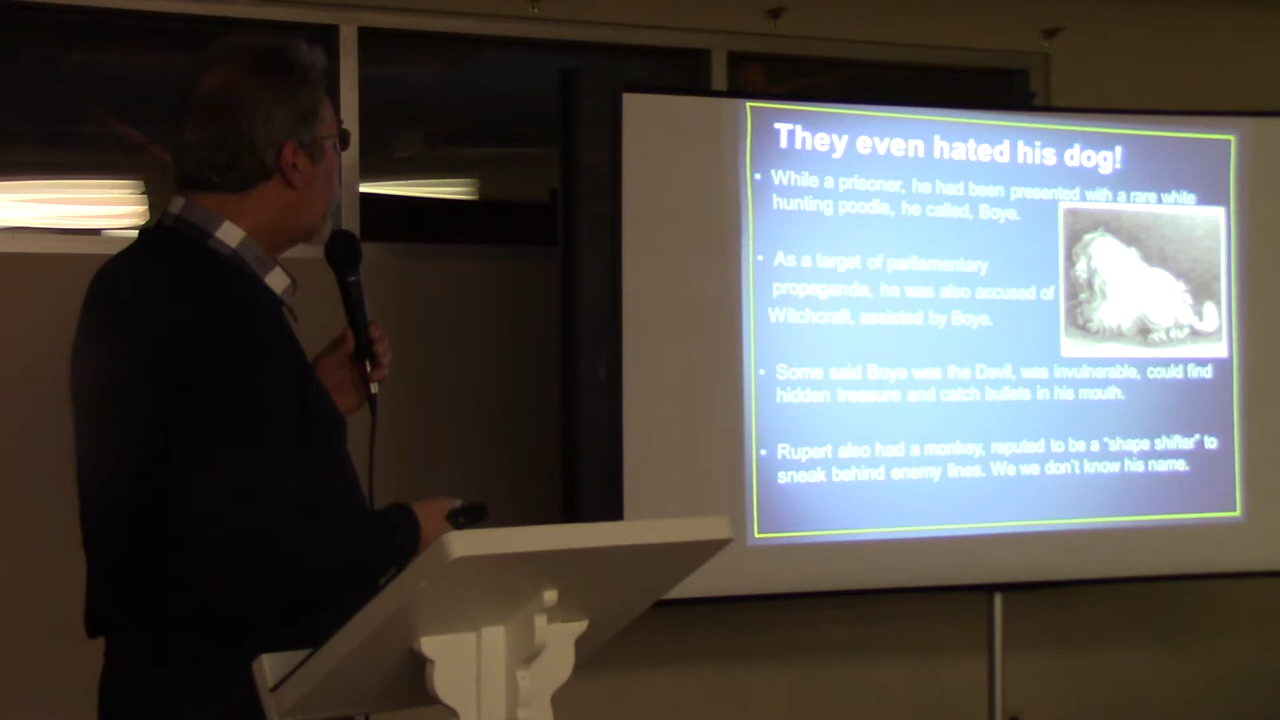 They even hated his dog!
• While a prisoner, he had been presented with a rare white
hunting poodle, he called, Boye.
• As a target of parliamentary
propaganda, he was also accused of
Witchcraft, assisted by Boye.
• Some said Boye was the Devil, was invulnerable, could find
hidden treasure and catch bullets in his mouth.
• Rupert also had a monkey, reputed to be a "shape shifter" to
sneak behind enemy lines. We we don't know his name.